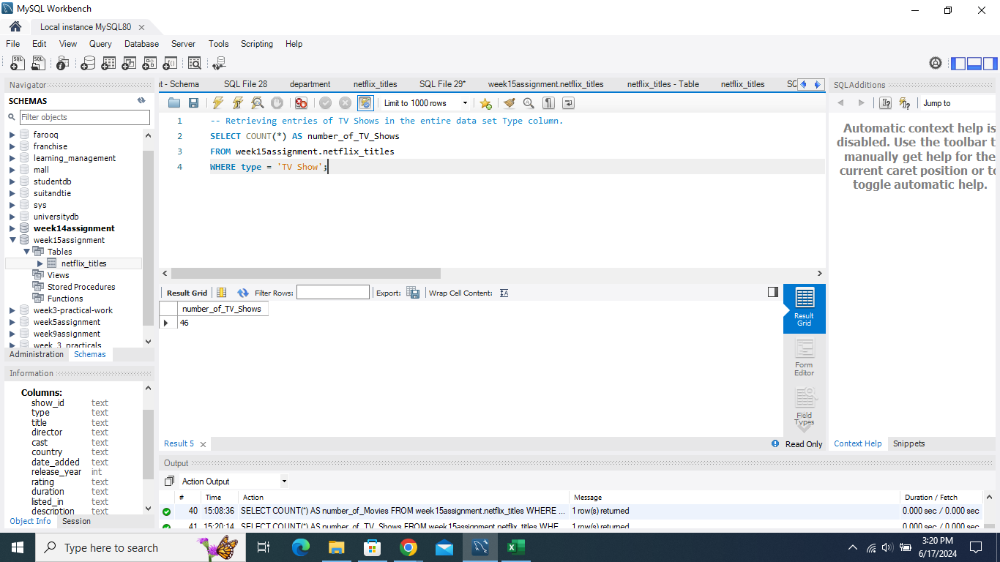 MySQL Workbench
Local instance MySQL80
File Edit View Query Database Server Tools Scripting Help
Navigator
SCHEMAS
Filter objects
farooq
franchise
learning_management
mall
studentdb
suitandtie
sys
universitydb
week14assignment
week15assignment
Tables
netflix_titles
Views
Stored Procedures
Functions
week3-practical-work
week5assignment
week9assignment
week_3_practicals
Administration Schemas
Information
Columns:
show_id text
type text
title text
director text
cast text
country text
date_added text
release_year int
rating text
duration text
listed_in text
description text
Object Info Session
t - Schema SQL File 28 department netflix_titles SQL File 29* week15assignment.netflix_titles netflix_titles - Table netflix_titles SQ
Limit to 1000 rows
1 -- Retrieving entries of TV Shows in the entire data set Type column.
2 SELECT COUNT(*) AS number_of_TV_Shows
3 FROM week15assignment.netflix_titles
4 WHERE type = 'TV Show';
Result Grid Filter Rows: Export: Wrap Cell Content:
number_of_TV_Shows
46
Result Grid
Form Editor
Field Types
Result 5
Read Only
SQLAdditions
Jump to
Automatic context help is
disabled. Use the toolbar t
manually get help for the
current caret position or to
toggle automatic help.
Context Help Snippets
Output
Action Output
# Time Action Message Duration / Fetch
40 15:08:36 SELECT COUNT(*) AS number_of_Movies FROM week15assignment.netflix_titles WHERE ... 1 row(s) returned 0.000 sec / 0.000 sec
41 15:20:14 SELECT COUNT(*) AS number_of_TV_Shows FROM week15assignment.netflix_titles WHE... 1 row(s) returned 0.000 sec / 0.000 sec
Type here to search
3:20 PM
6/17/2024